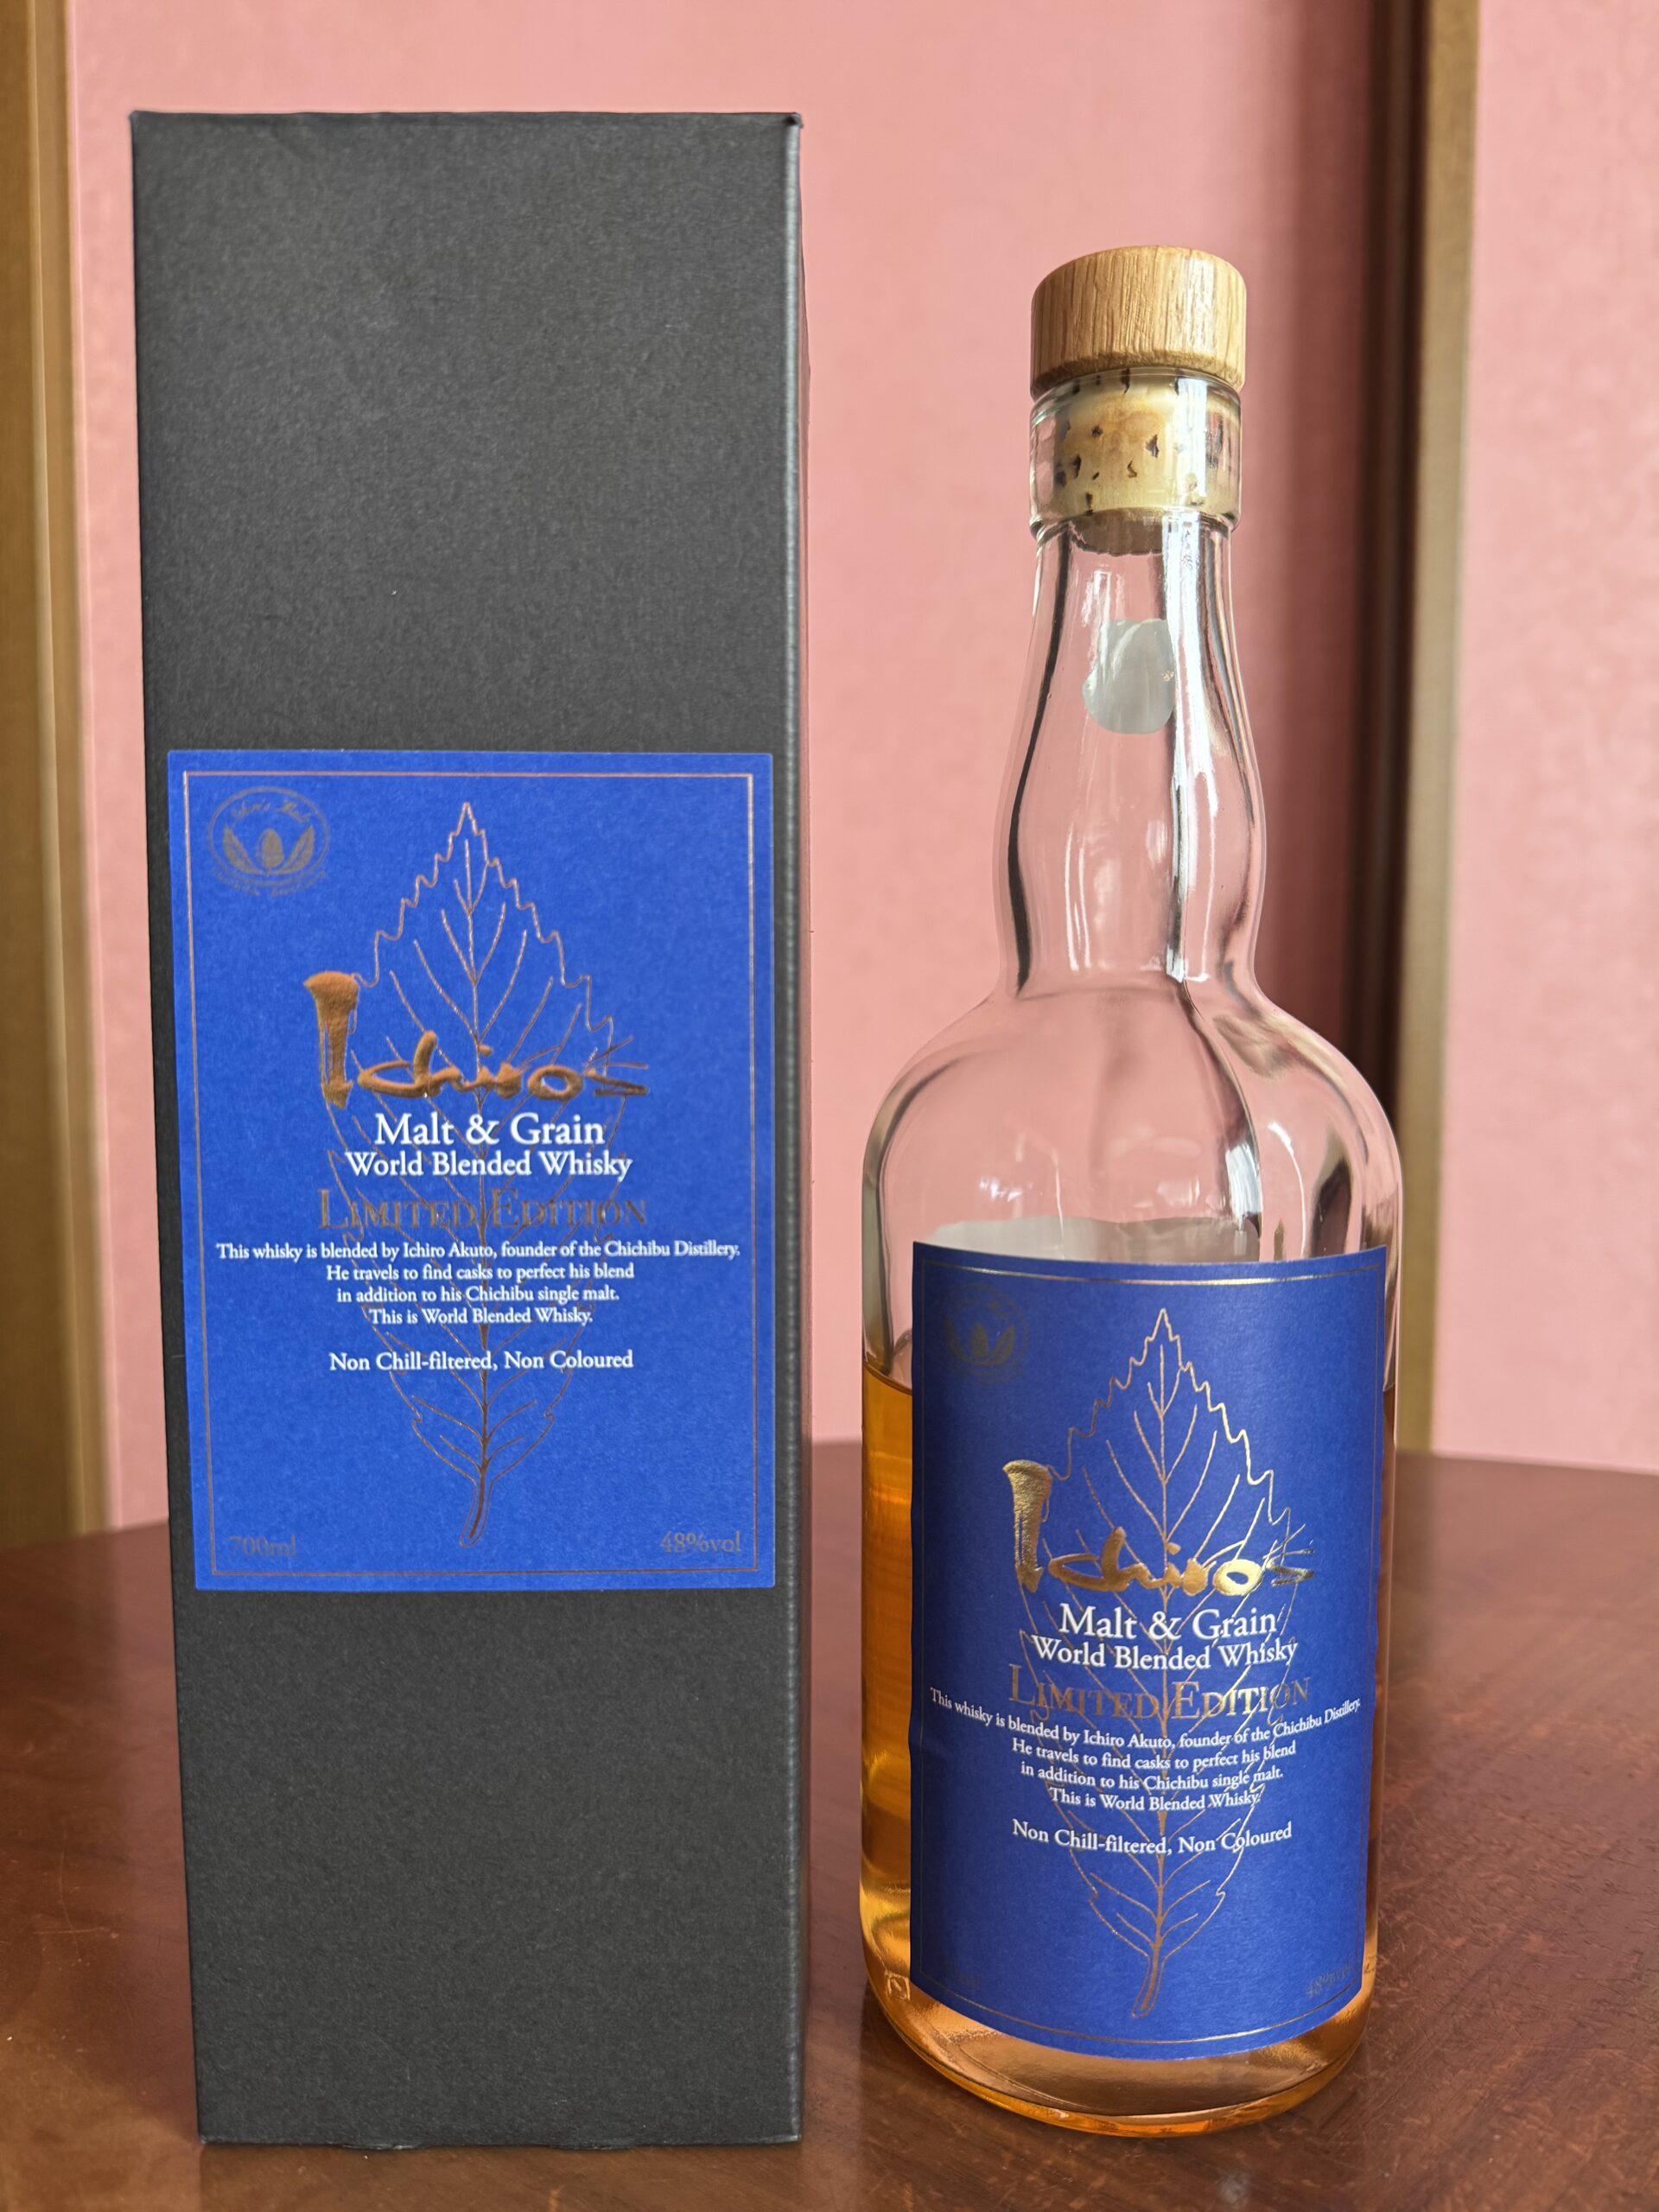 Ichiro's
Malt & Grain
World Blended Whisky
LIMITED EDITION
This whisky is blended by Ichiro Akuto, founder of the Chichibu Distillery.
He travels to find casks to perfect his blend
in addition to his Chichibu single malt.
This is World Blended Whisky.
Non Chill-filtered, Non Coloured
700ml
48%vol
Ichiro's
Malt & Grain
World Blended Whisky
LIMITED EDITION
This whisky is blended by Ichiro Akuto, founder of the Chichibu Distillery.
He travels to find casks to perfect his blend
in addition to his Chichibu single malt.
This is World Blended Whisky.
Non Chill-filtered, Non Coloured
48%vol